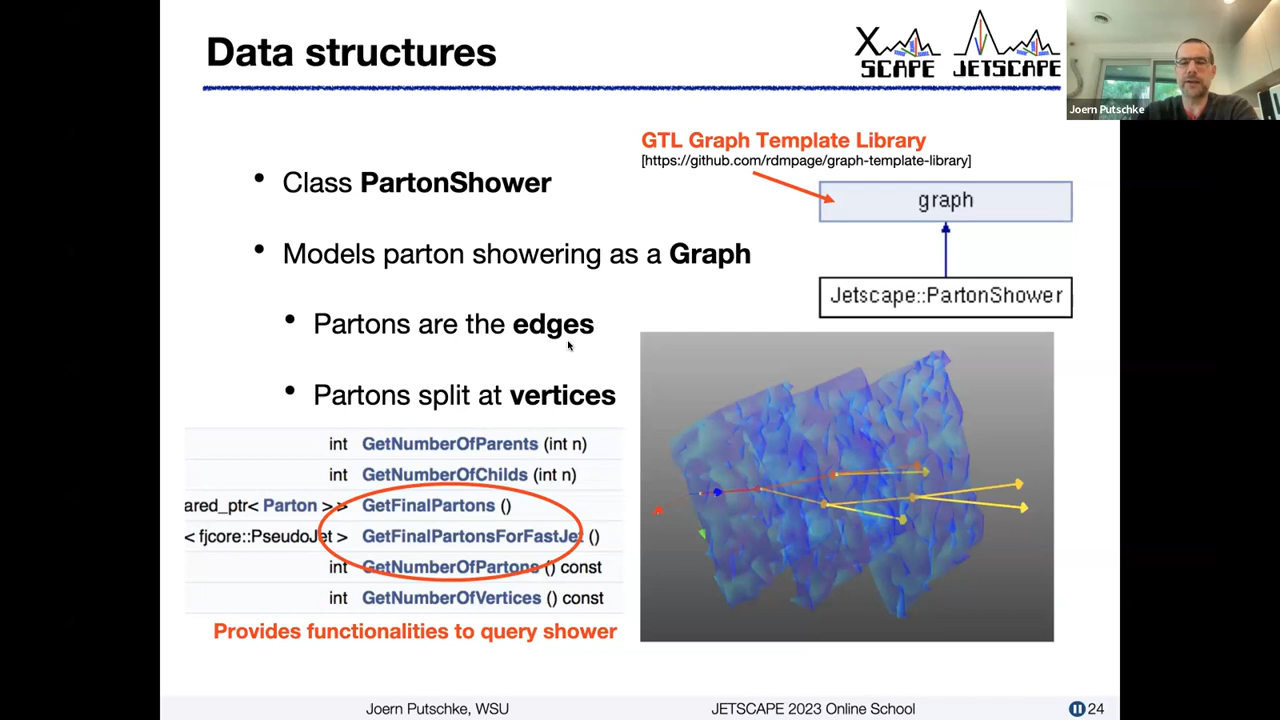 Data structures
X
SCAPE
JETSCAPE
Joern Putschke
GTL Graph Template Library
[https://github.com/rdmpage/graph-template-library]
graph
Jetscape::PartonShower
• Class PartonShower
• Models parton showering as a Graph
• Partons are the edges
• Partons split at vertices
int GetNumberOfParents (int n)
int GetNumberOfChilds (int n)
ared_ptr< Parton > > GetFinalPartons ()
< fjcore::PseudoJet > GetFinalPartonsForFastJet ()
int GetNumberOfPartons () const
int GetNumberOfVertices () const
Provides functionalities to query shower
Joern Putschke, WSU
JETSCAPE 2023 Online School
24